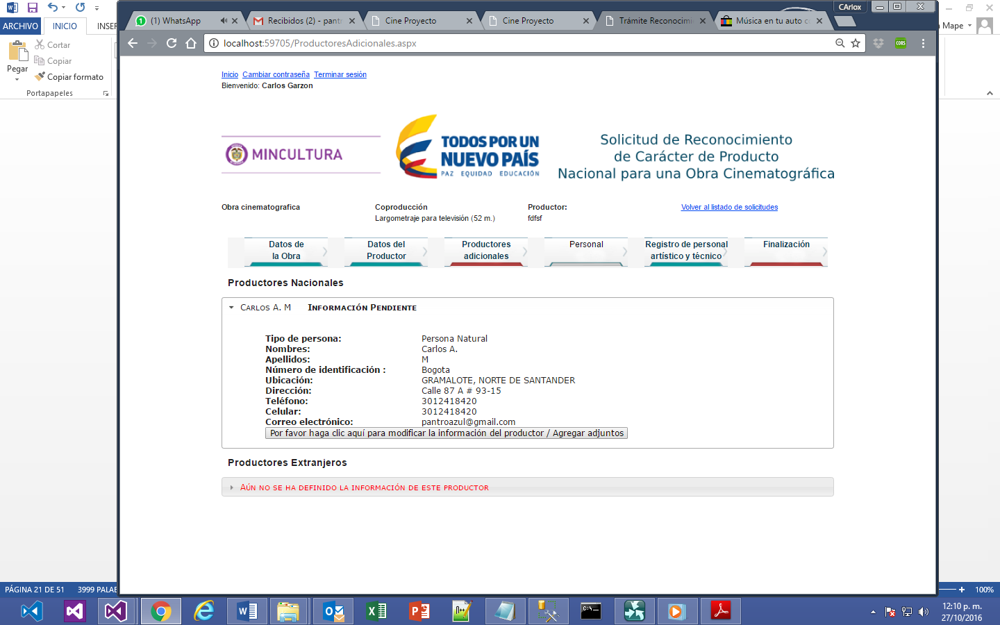 CArlox
(1) WhatsApp
Recibidos (2) - pant
Cine Proyecto
Cine Proyecto
Trámite Reconocimi
Música en tu auto c
ARCHIVO
INICIO
INSER
Mape
localhost:59705/ProductoresAdicionales.aspx
CORS
Pegar
Cortar
Copiar
Copiar formato
Portapapeles
Inicio Cambiar contraseña Terminar sesión
Bienvenido: Carlos Garzon
MINCULTURA
TODOS POR UN
NUEVO PAÍS
PAZ EQUIDAD EDUCACIÓN
Solicitud de Reconocimiento
de Carácter de Producto
Nacional para una Obra Cinematográfica
Obra cinematografica
Coproducción
Largometraje para televisión (52 m.)
Productor:
fdfsf
Volver al listado de solicitudes
Datos de
la Obra
Datos del
Productor
Productores
adicionales
Personal
Registro de personal
artístico y técnico
Finalización
Productores Nacionales
Carlos A. M Información Pendiente
Tipo de persona: Persona Natural
Nombres: Carlos A.
Apellidos: M
Número de identificación : Bogota
Ubicación: GRAMALOTE, NORTE DE SANTANDER
Dirección: Calle 87 A # 93-15
Teléfono: 3012418420
Celular: 3012418420
Correo electrónico: pantroazul@gmail.com
Por favor haga clic aquí para modificar la información del productor / Agregar adjuntos
Productores Extranjeros
Aún no se ha definido la información de este productor
PÁGINA 21 DE 51 3999 PALAB
100%
12:10 p. m.
27/10/2016